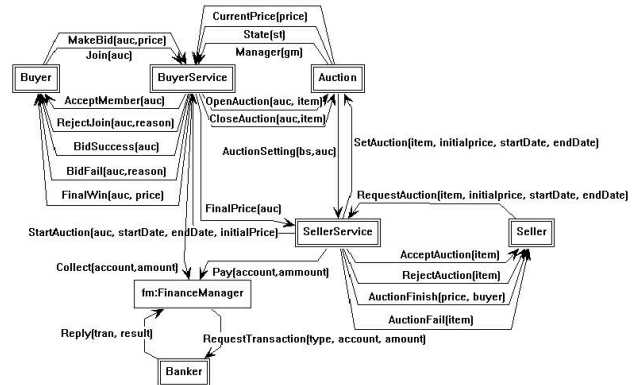 CurrentPrice(price)
State(st)
Manager(gm)
MakeBid(auc,price)
Join(auc)
Buyer
BuyerService
Auction
AcceptMember(auc)
RejectJoin(auc,reason)
BidSuccess(auc)
BidFail(auc,reason)
FinalWin(auc, price)
OpenAuction(auc, item)
CloseAuction(auc,item)
AuctionSetting(bs,auc)
SetAuction(item, initialprice, startDate, endDate)
RequestAuction(item, initialprice, startDate, endDate)
FinalPrice(auc)
StartAuction(auc, startDate, endDate, initialPrice)
SellerService
Seller
AcceptAuction(item)
RejectAuction(item)
AuctionFinish(price, buyer)
AuctionFail(item)
Collect(account,amount)
Pay(account,ammount)
fm:FinanceManager
Reply(tran, result)
RequestTransaction(type, account, amount)
Banker